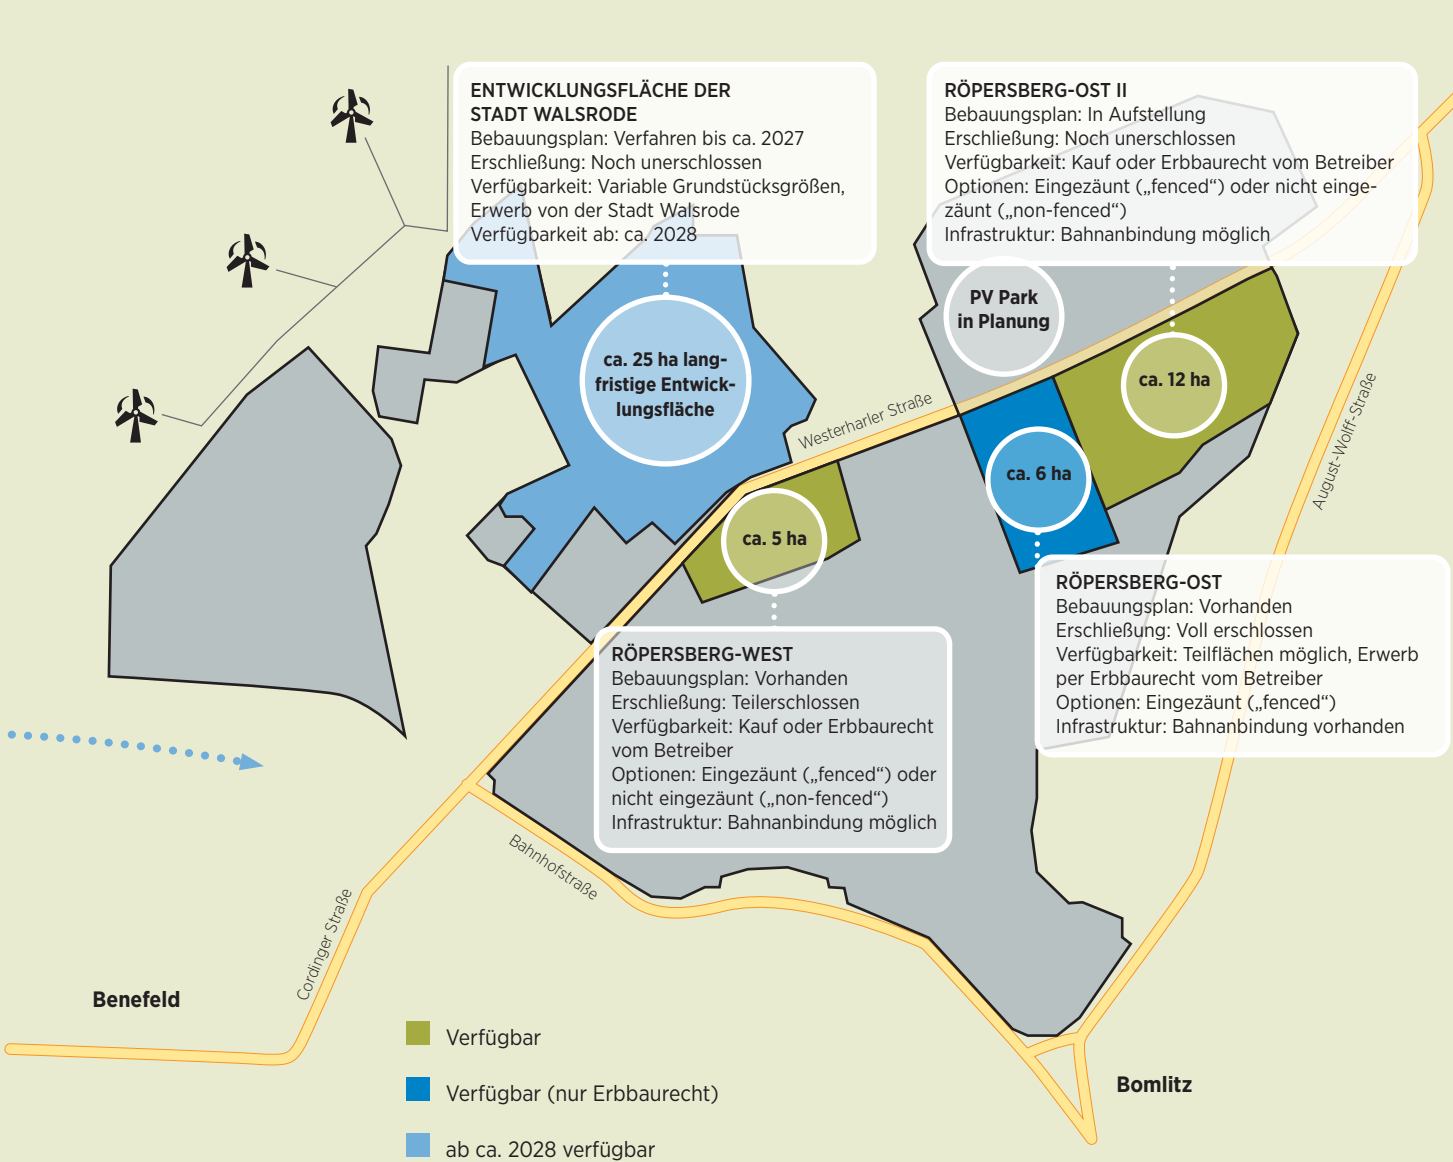 ENTWICKLUNGSFLÄCHE DER
STADT WALSRODE
Bebauungsplan: Verfahren bis ca. 2027
Erschließung: Noch unerschlossen
Verfügbarkeit: Variable Grundstücksgrößen,
Erwerb von der Stadt Walsrode
Verfügbarkeit ab: ca. 2028
RÖPERSBERG-OST II
Bebauungsplan: In Aufstellung
Erschließung: Noch unerschlossen
Verfügbarkeit: Kauf oder Erbbaurecht vom Betreiber
Optionen: Eingezäunt („fenced“) oder nicht einge-
zäunt („non-fenced“)
Infrastruktur: Bahnanbindung möglich
PV Park
in Planung
ca. 25 ha lang-
fristige Entwick-
lungsfläche
ca. 12 ha
Westerharler Straße
August-Wolff-Straße
ca. 6 ha
ca. 5 ha
RÖPERSBERG-OST
Bebauungsplan: Vorhanden
Erschließung: Voll erschlossen
Verfügbarkeit: Teilflächen möglich, Erwerb
per Erbbaurecht vom Betreiber
Optionen: Eingezäunt („fenced“)
Infrastruktur: Bahnanbindung vorhanden
RÖPERSBERG-WEST
Bebauungsplan: Vorhanden
Erschließung: Teilerschlossen
Verfügbarkeit: Kauf oder Erbbaurecht
vom Betreiber
Optionen: Eingezäunt („fenced“) oder
nicht eingezäunt („non-fenced“)
Infrastruktur: Bahnanbindung möglich
Bahnhofstraße
Cordinger Straße
Benefeld
Verfügbar
Verfügbar (nur Erbbaurecht)
ab ca. 2028 verfügbar
Bomlitz